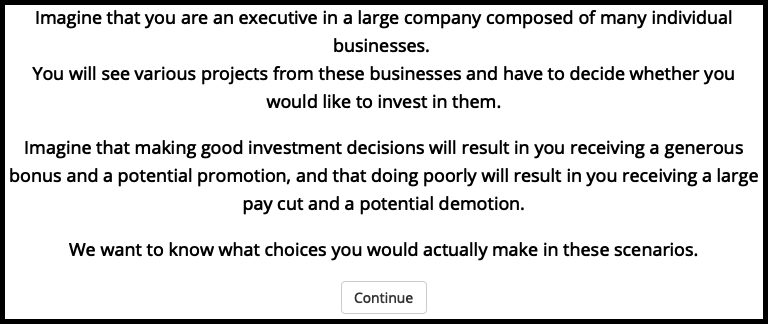 Imagine that you are an executive in a large company composed of many individual
businesses.
You will see various projects from these businesses and have to decide whether you
would like to invest in them.
Imagine that making good investment decisions will result in you receiving a generous
bonus and a potential promotion, and that doing poorly will result in you receiving a large
pay cut and a potential demotion.
We want to know what choices you would actually make in these scenarios.
Continue